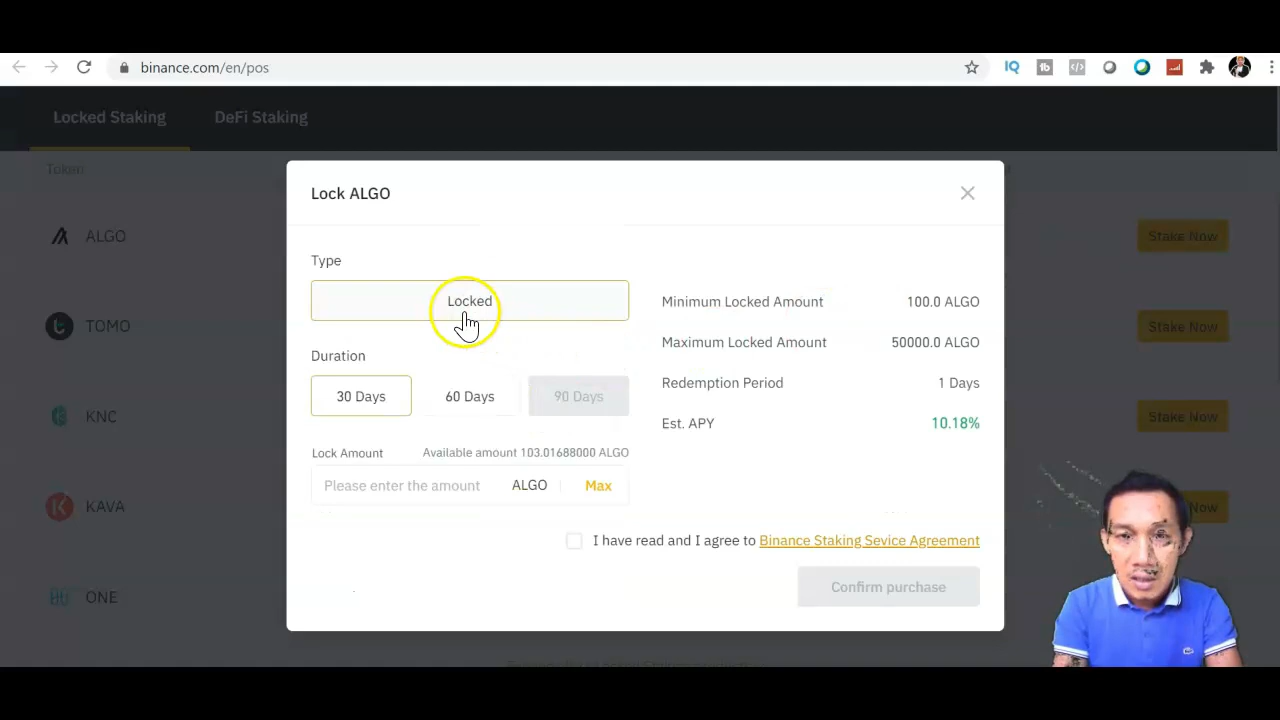 binance.com/en/pos
IQ
tb
Locked Staking
DeFi Staking
Token
Lock ALGO
ALGO
Stake Now
Type
Locked
Minimum Locked Amount
100.0 ALGO
TOMO
Stake Now
Maximum Locked Amount
50000.0 ALGO
Duration
Redemption Period
1 Days
30 Days
60 Days
90 Days
KNC
Stake Now
Est. APY
10.18%
Lock Amount
Available amount 103.01688000 ALGO
Please enter the amount
ALGO
Max
KAVA
Now
I have read and I agree to Binance Staking Sevice Agreement
Confirm purchase
ONE